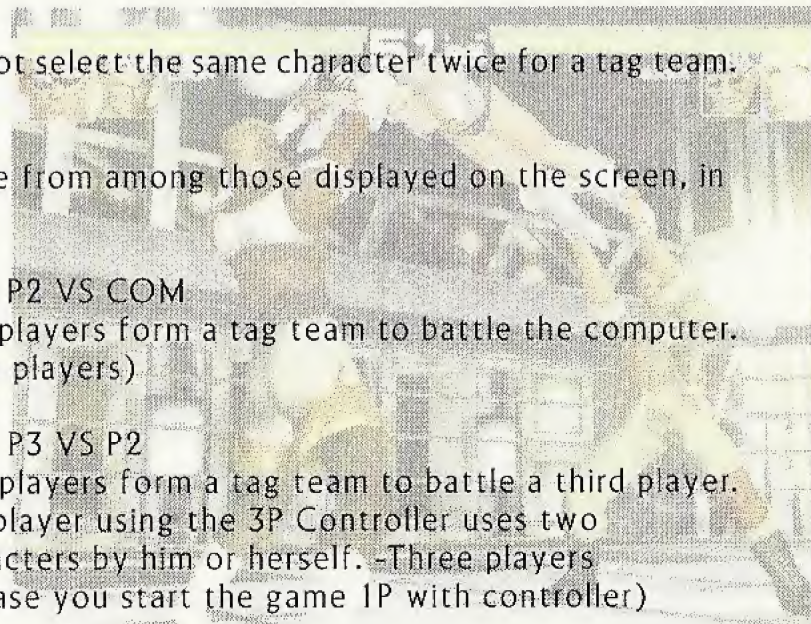 ot select the same character twice for a tag team.
e from among those displayed on the screen, in
P2 VS COM
players form a tag team to battle the computer.
players)
P3 VS P2
players form a tag team to battle a third player.
player using the 3P Controller uses two
acters by him or herself. -Three players
ase you start the game 1P with controller)